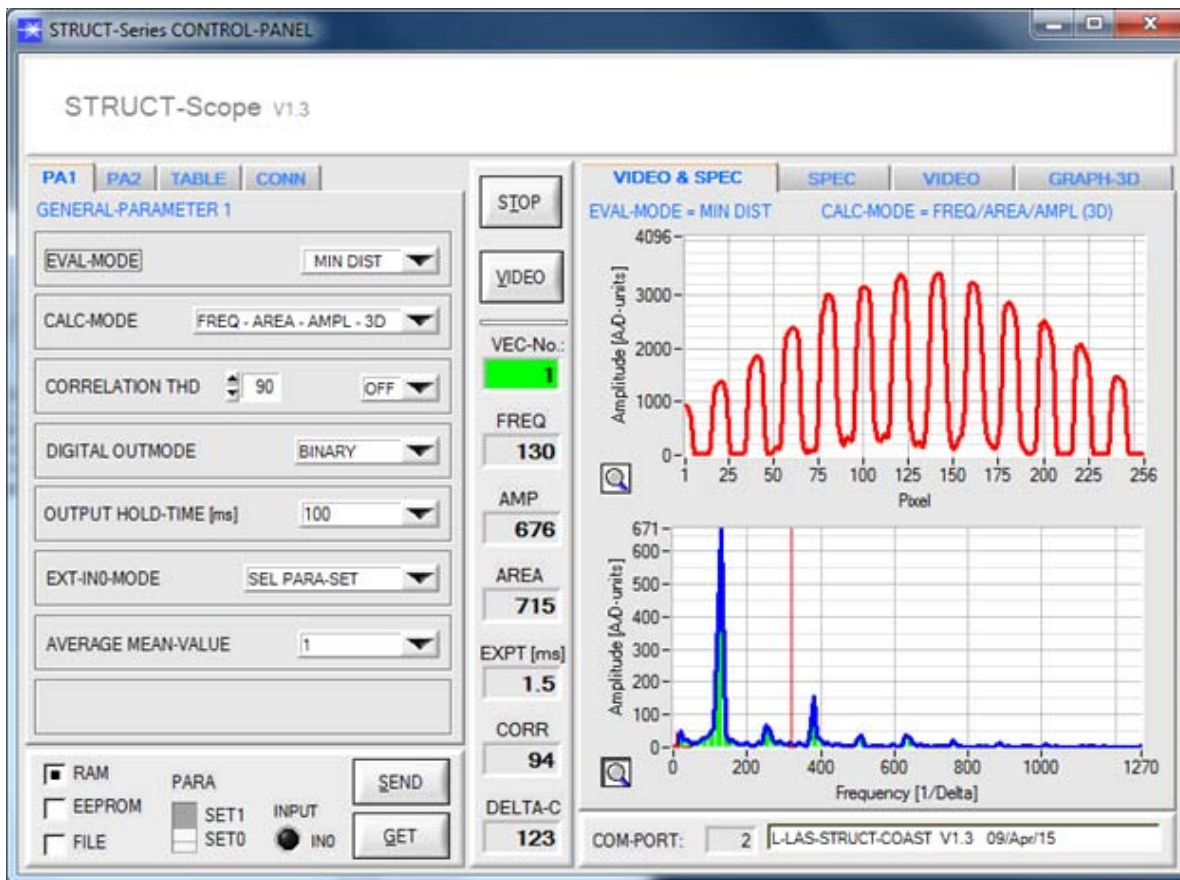 STRUCT-Series CONTROL-PANEL
STRUCT-Scope V1.3
PA1 PA2 TABLE CONN
GENERAL-PARAMETER 1
EVAL-MODE MIN DIST
CALC-MODE FREQ - AREA - AMPL - 3D
CORRELATION THD 90 OFF
DIGITAL OUTMODE BINARY
OUTPUT HOLD-TIME [ms] 100
EXT-IN0-MODE SEL PARA-SET
AVERAGE MEAN-VALUE 1
RAM
EEPROM
FILE
PARA
SET1
SET0
INPUT
IN0
SEND
GET
STOP
VIDEO
VEC-No.:
1
FREQ
130
AMP
676
AREA
715
EXPT [ms]
1.5
CORR
94
DELTA-C
123
VIDEO & SPEC SPEC VIDEO GRAPH-3D
EVAL-MODE = MIN DIST CALC-MODE = FREQ/AREA/AMPL (3D)
Amplitude [A/D-units]
4096
3000
2000
1000
0
1 25 50 75 100 125 150 175 200 225 256
Pixel
Amplitude [A/D-units]
671
600
500
400
300
200
100
0
0 200 400 600 800 1000 1270
Frequency [1/Delta]
COM-PORT: 2 L-LAS-STRUCT-COAST V1.3 09/Apr/15